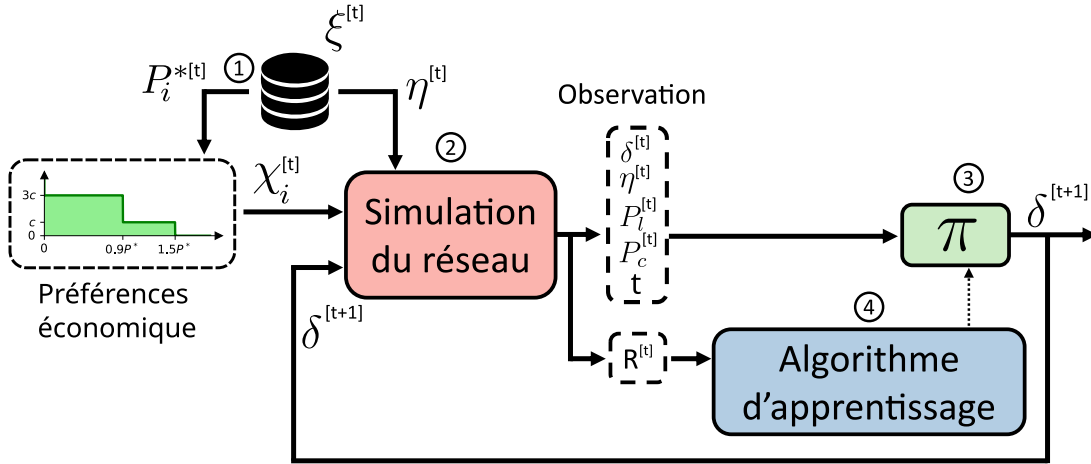 ξ^[t]
①
P_i^*[t]
η^[t]
Observation
②
③
δ^[t]
η^[t]
P_l^[t]
P_c^[t]
t
3c
c
0
0
0.9P*
1.5P*
χ_i^[t]
Simulation
du réseau
π
δ^[t+1]
Préférences
économique
δ^[t+1]
④
R^[t]
Algorithme
d'apprentissage